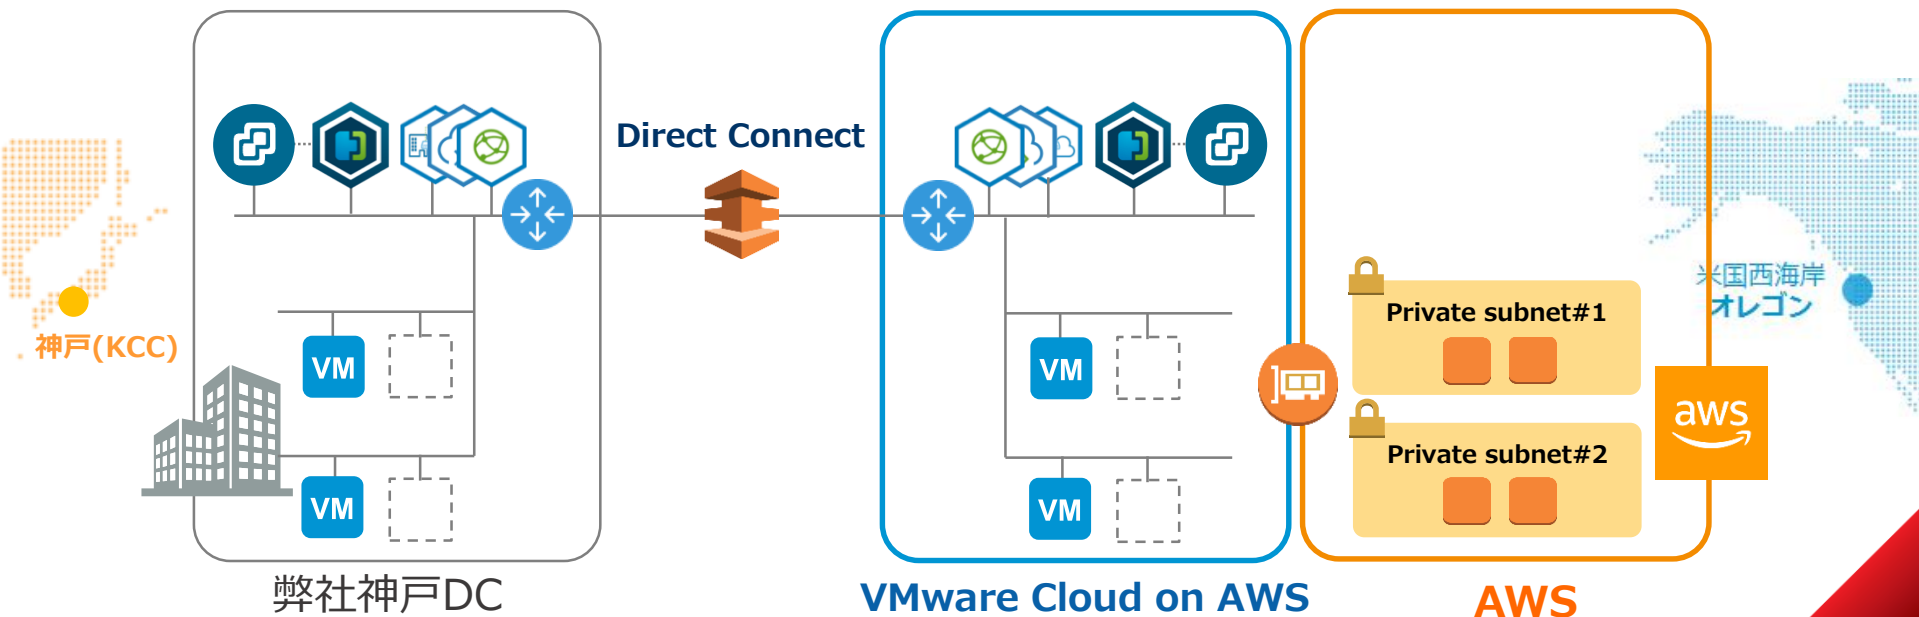 Direct Connect
神戸(KCC)
VM
VM
弊社神戸DC
VM
VM
VMware Cloud on AWS
Private subnet#1
Private subnet#2
aws
AWS
米国西海岸
オレゴン